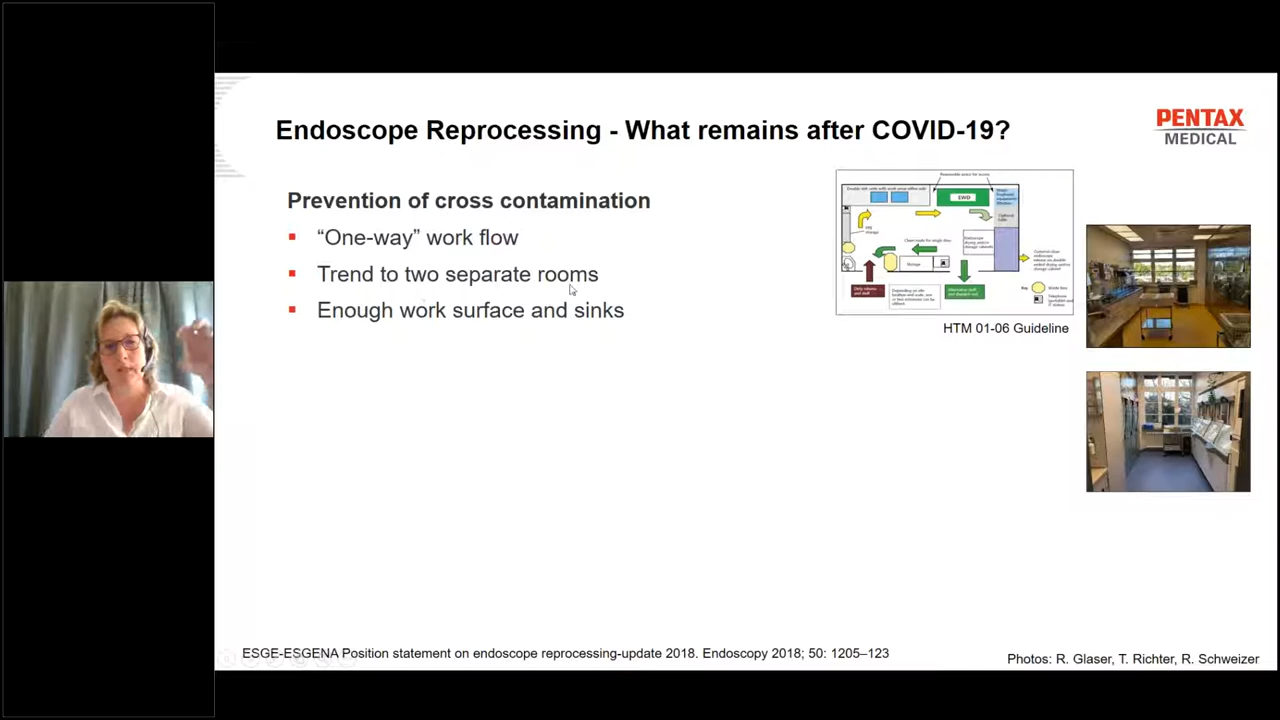 Endoscope Reprocessing - What remains after COVID-19?
PENTAX
MEDICAL
Prevention of cross contamination
“One-way” work flow
Trend to two separate rooms
Enough work surface and sinks
EWD
Storage
Key
HTM 01-06 Guideline
ESGE-ESGENA Position statement on endoscope reprocessing-update 2018. Endoscopy 2018; 50: 1205–123
Photos: R. Glaser, T. Richter, R. Schweizer